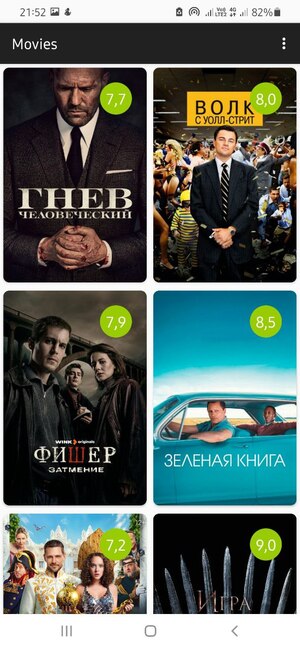 21:52
Vo))
LTE2
4G
82%
Movies
7,7
ГНЕВ
ЧЕЛОВЕЧЕСКИЙ
8,0
ВОЛК
С УОЛЛ-СТРИТ
7,9
WINK originals
ФИШЕР
ЗАТМЕНИЕ
8,5
ЗЕЛЕНАЯ КНИГА
7,2
9,0
ИГРА